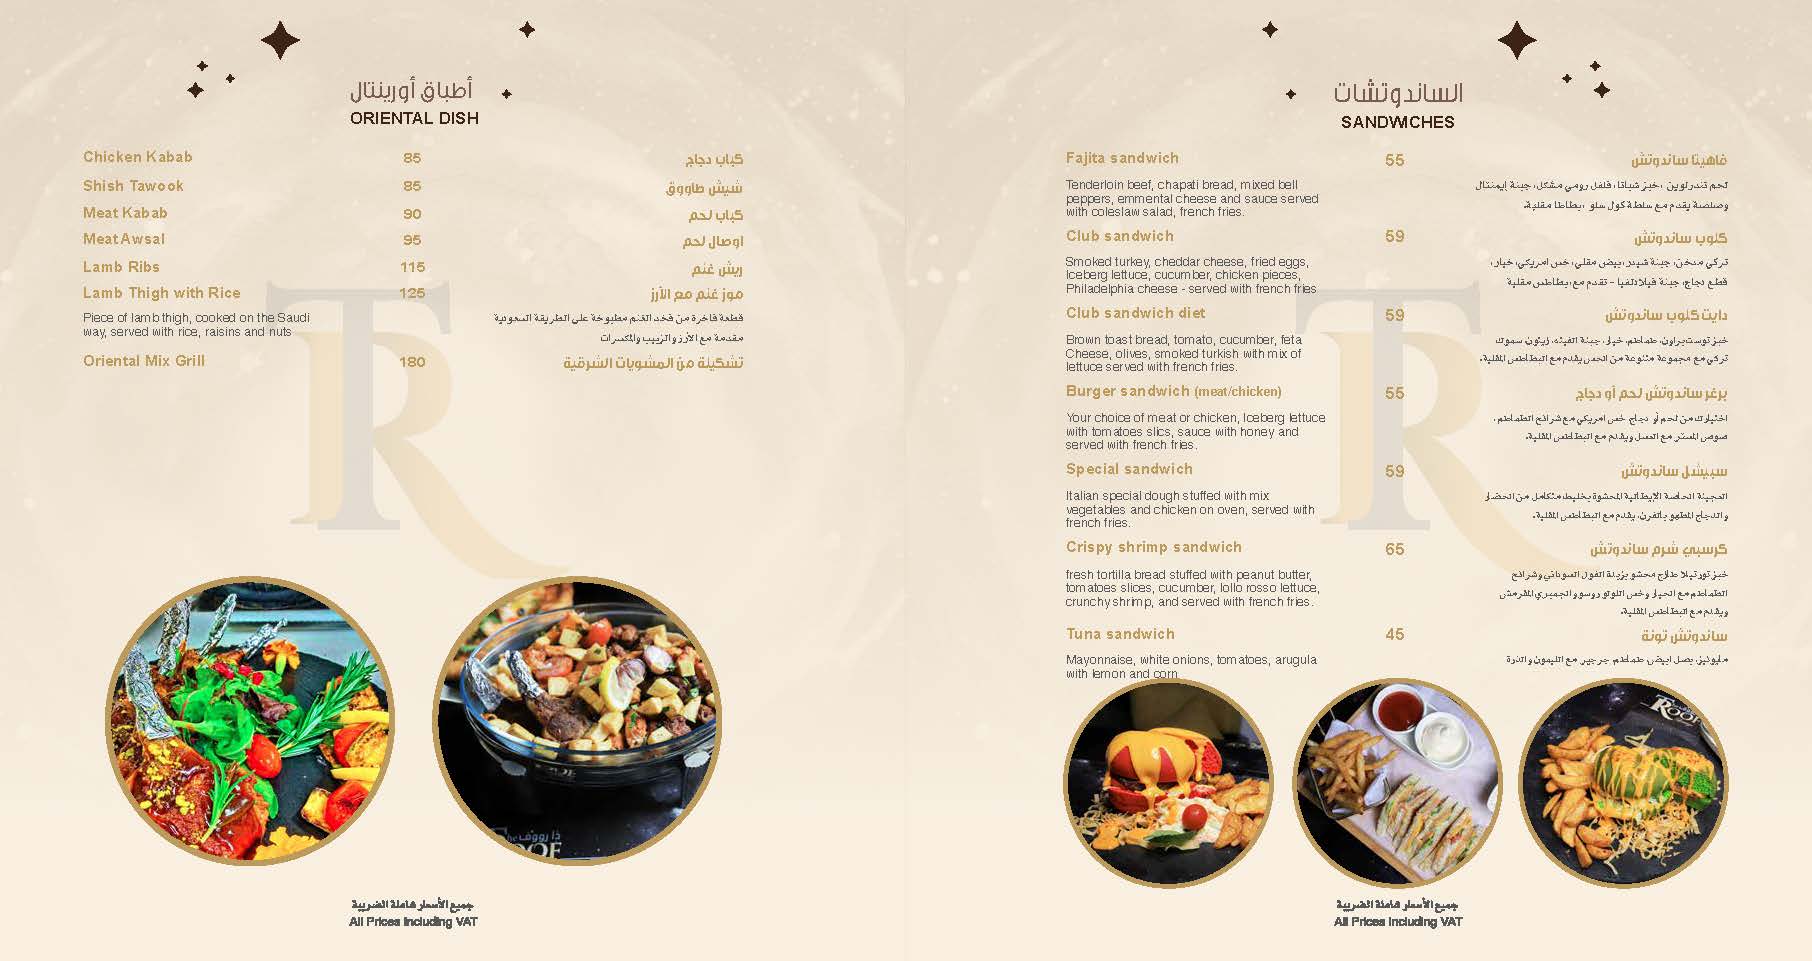 أطباق أورينتال
ORIENTAL DISH
Chicken Kabab 85 كباب دجاج
Shish Tawook 85 شيش طاووق
Meat Kabab 90 كباب لحم
Meat Awsal 95 اوصال لحم
Lamb Ribs 115 ريش غنم
Lamb Thigh with Rice 125 موز غنم مع الأرز
Piece of lamb thigh, cooked on the Saudi
way, served with rice, raisins and nuts
قطعة فاخرة من فخد الغنم مطبوخة على الطريقة السعودية
مقدمة مع الارز والزبيب والمكسرات
Oriental Mix Grill 180 تشكيلة من المشويات الشرقية
TR
ذا رووف
The
ROOF
جميع الأسعار شاملة الضريبة
All Prices Including VAT
الساندوتشات
SANDWICHES
Fajita sandwich 55 فاهيتا ساندوتش
Tenderloin beef, chapati bread, mixed bell
peppers, emmental cheese and sauce served
with coleslaw salad, french fries.
لحم تندرلوين ، خبز شباتا، فلفل رومي مشكل، جبنة إيمنتال
وصلصة يقدم مع سلطة كول سلو ، بطاطا مقلية.
Club sandwich 59 كلوب ساندوتش
Smoked turkey, cheddar cheese, fried eggs,
Iceberg lettuce, cucumber, chicken pieces,
Philadelphia cheese - served with french fries
تركي مدخن، جبنة شيدر، بيض مقلي، خس امريكي، خيار،
قطع دجاج، جبنة فيلادلفيا - تقدم مع، بطاطس مقلية
Club sandwich diet 59 دايت كلوب ساندوتش
Brown toast bread, tomato, cucumber, feta
Cheese, olives, smoked turkish with mix of
lettuce served with french fries.
خبز توست براون، طماطم، خيار، جبنة الفيته، زيتون، سموك
تركي مع مجموعة متنوعة من الخس يقدم مع البطاطس المقلية.
Burger sandwich (meat/chicken) 55 برغر ساندوتش لحم أو دجاج
Your choice of meat or chicken, Iceberg lettuce
with tomatoes slics, sauce with honey and
served with french fries.
اختيارك من لحم أو دجاج، خس امريكي مع شرائح الطماطم،
صوص المستر مع العسل ويقدم مع البطاطس المقلية.
Special sandwich 59 سبيشل ساندوتش
Italian special dough stuffed with mix
vegetables and chicken on oven, served with
french fries.
العجينة الخاصة الإيطالية المحشوة بخليط متكامل من الخضار
والدجاج المطهو بالفرن، يقدم مع البطاطس المقلية.
Crispy shrimp sandwich 65 كرسبي شرم ساندوتش
fresh tortilla bread stuffed with peanut butter,
tomatoes slices, cucumber, lollo rosso lettuce,
crunchy shrimp, and served with french fries.
خبز تورتيلا طازج محشو بزبدة الفول السوداني وشرائح
الطماطم مع الخيار وخس اللولو روسو والجمبري المقرمش
ويقدم مع البطاطس المقلية.
Tuna sandwich 45 ساندوتش تونة
Mayonnaise, white onions, tomatoes, arugula
with lemon and corn
مايونيز، بصل ابيض، طماطم، جرجير مع الليمون والذرة
ROOF
جميع الأسعار شاملة الضريبة
All Prices Including VAT